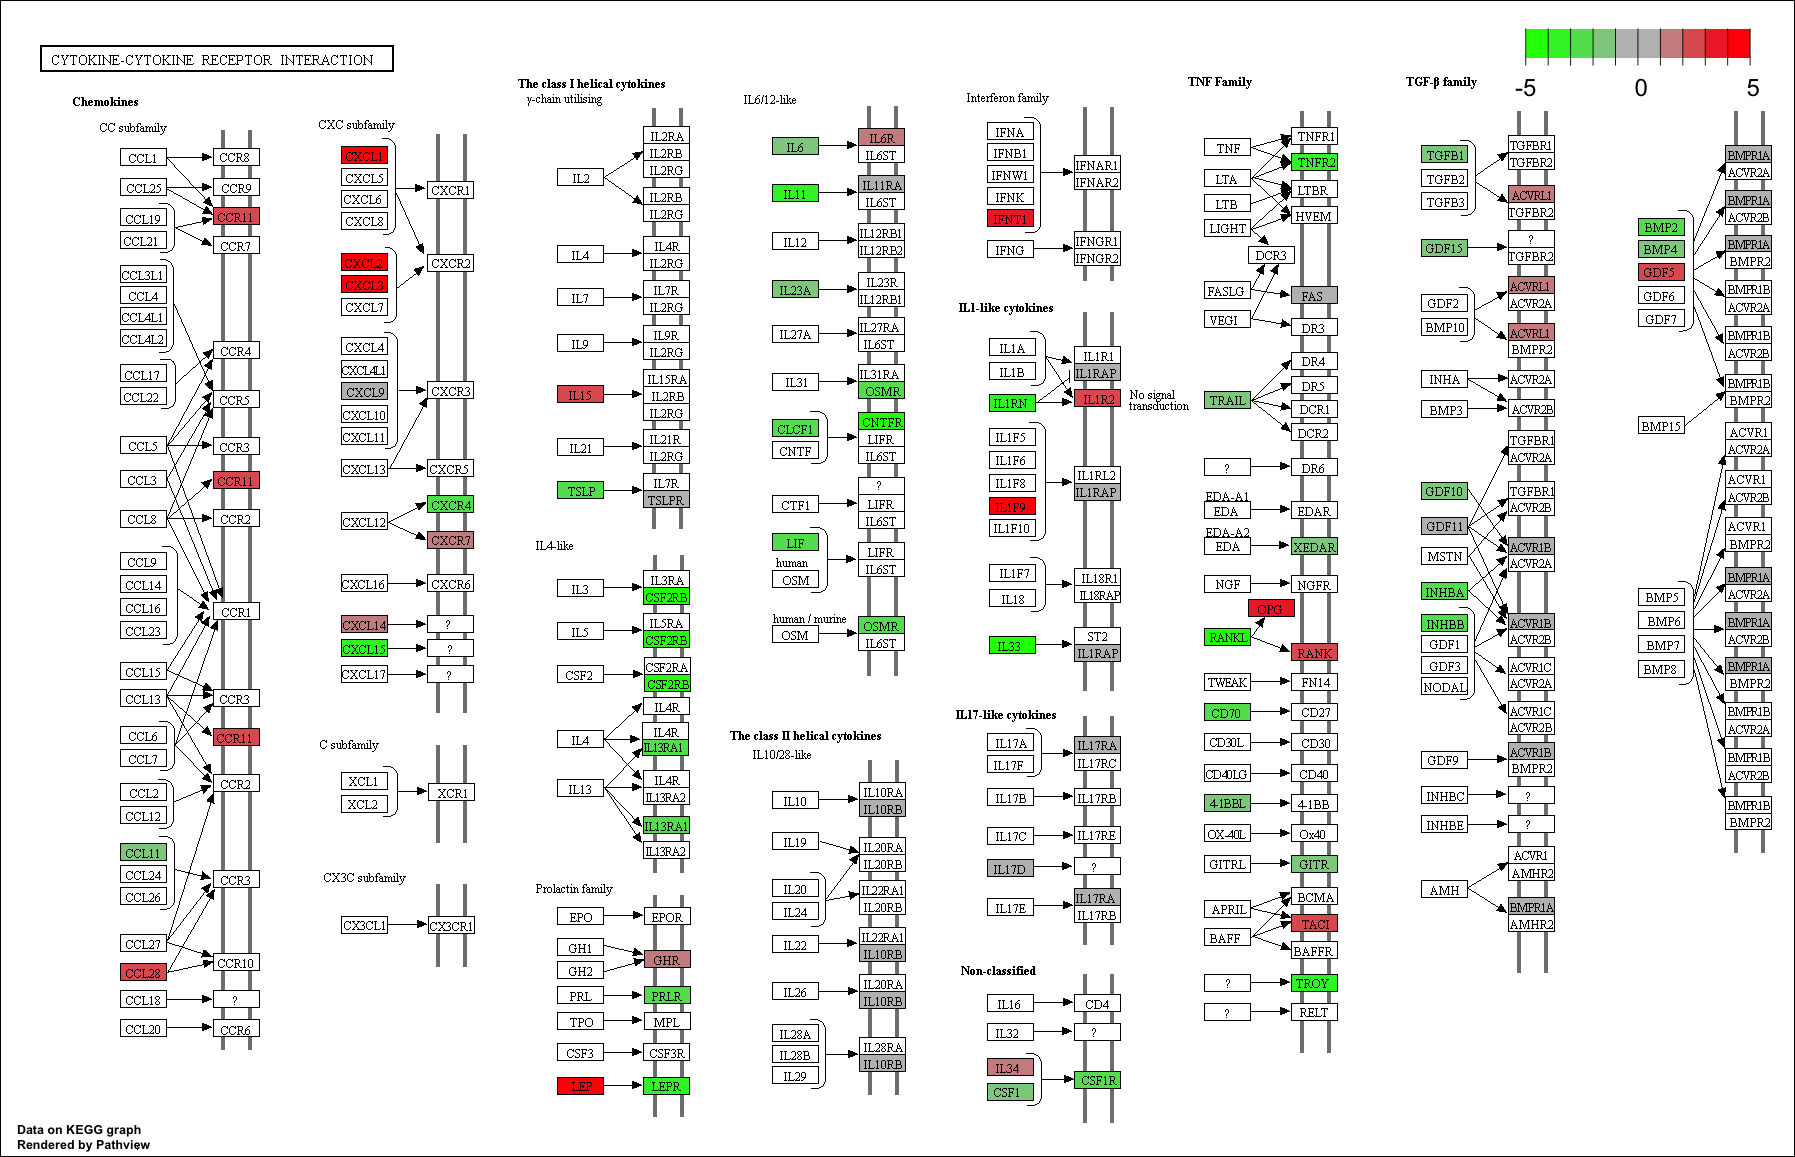 CYTOKINE-CYTOKINE RECEPTOR INTERACTION
-5
0
5
Chemokines
CC subfamily
CCL1
CCR8
CCL25
CCR9
CCR11
CCL19
CCL21
CCR7
CCL3L1
CCL4
CCL4L1
CCL4L2
CCR4
CCL17
CCL22
CCR5
CCL5
CCR3
CCL3
CCR11
CCL8
CCR2
CCL9
CCL14
CCL16
CCL23
CCR1
CCL15
CCL13
CCR3
CCL6
CCL7
CCR11
CCR2
CCL2
CCL12
CCL11
CCL24
CCL26
CCR3
CCL27
CCL28
CCR10
CCL18
?
CCL20
CCR6
CXC subfamily
CXCL1
CXCL5
CXCL6
CXCL8
CXCR1
CXCL2
CXCL3
CXCL7
CXCR2
CXCL4
CXCL4L1
CXCL9
CXCL10
CXCL11
CXCR3
CXCL13
CXCR5
CXCL12
CXCR4
CXCR7
CXCL16
CXCR6
CXCL14
?
CXCL15
?
CXCL17
?
C subfamily
XCL1
XCL2
XCR1
CX3C subfamily
CX3CL1
CX3CR1
The class I helical cytokines
γ-chain utilising
IL2
IL2RA
IL2RB
IL2RG
IL2RB
IL2RG
IL4
IL4R
IL2RG
IL7
IL7R
IL2RG
IL9
IL9R
IL2RG
IL15
IL15RA
IL2RB
IL2RG
IL21
IL21R
IL2RG
TSLP
IL7R
TSLPR
IL4-like
IL3
IL3RA
CSF2RB
IL5
IL5RA
CSF2RB
CSF2
CSF2RA
CSF2RB
IL4R
IL4
IL4R
IL13RA1
IL13
IL4R
IL13RA2
IL13RA1
IL13RA2
Prolactin family
EPO
EPOR
GH1
GH2
GHR
PRL
PRLR
TPO
MPL
CSF3
CSF3R
LEP
LEPR
IL6/12-like
IL6
IL6R
IL6ST
IL11
IL11RA
IL6ST
IL12
IL12RB1
IL12RB2
IL23A
IL23R
IL12RB1
IL27A
IL27RA
IL6ST
IL31
IL31RA
OSMR
CLCF1
CNTF
CNTFR
LIFR
IL6ST
CTF1
?
LIFR
IL6ST
LIF
human
OSM
LIFR
IL6ST
human / murine
OSM
OSMR
IL6ST
The class II helical cytokines
IL10/28-like
IL10
IL10RA
IL10RB
IL19
IL20RA
IL20RB
IL20
IL24
IL22RA1
IL20RB
IL22
IL22RA1
IL10RB
IL26
IL20RA
IL10RB
IL28A
IL28B
IL29
IL28RA
IL10RB
Interferon family
IFNA
IFNB1
IFNW1
IFNK
IFNT1
IFNAR1
IFNAR2
IFNG
IFNGR1
IFNGR2
IL1-like cytokines
IL1A
IL1B
IL1RN
IL1R1
IL1RAP
IL1R2
No signal
transduction
IL1F5
IL1F6
IL1F8
IL1F9
IL1F10
IL1RL2
IL1RAP
IL1F7
IL18
IL18R1
IL18RAP
IL33
ST2
IL1RAP
IL17-like cytokines
IL17A
IL17F
IL17RA
IL17RC
IL17B
IL17RB
IL17C
IL17RE
IL17D
?
IL17E
IL17RA
IL17RB
Non-classified
IL16
CD4
IL32
?
IL34
CSF1
CSF1R
TNF Family
TNF
TNFR1
TNFR2
LTA
LTBR
LTB
HVEM
LIGHT
DCR3
FASLG
FAS
VEGI
DR3
TRAIL
DR4
DR5
DCR1
DCR2
?
DR6
EDA-A1
EDA
EDAR
EDA-A2
EDA
XEDAR
NGF
NGFR
OPG
RANKL
RANK
TWEAK
FN14
CD70
CD27
CD30L
CD30
CD40LG
CD40
4-1BBL
4-1BB
OX-40L
Ox40
GITRL
GITR
APRIL
BCMA
TACI
BAFF
BAFFR
?
TROY
?
RELT
TGF-β family
TGFB1
TGFB2
TGFB3
TGFBR1
TGFBR2
ACVRL1
TGFBR2
GDF15
?
TGFBR2
GDF2
BMP10
ACVRL1
ACVR2A
ACVRL1
BMPR2
INHA
ACVR2A
BMP3
ACVR2B
TGFBR1
ACVR2A
GDF10
TGFBR1
ACVR2B
GDF11
MSTN
ACVR1B
ACVR2A
INHBA
INHBB
GDF1
GDF3
NODAL
ACVR1B
ACVR2B
ACVR1C
ACVR2A
ACVR1C
ACVR2B
GDF9
ACVR1B
BMPR2
INHBC
?
INHBE
?
AMH
ACVR1
AMHR2
BMPR1A
AMHR2
BMP2
BMP4
GDF5
GDF6
GDF7
BMPR1A
ACVR2A
BMPR1A
ACVR2B
BMPR1A
BMPR2
BMPR1B
ACVR2A
BMPR1B
ACVR2B
BMPR1B
BMPR2
BMP15
ACVR1
ACVR2A
ACVR1
ACVR2B
ACVR1
BMPR2
BMP5
BMP6
BMP7
BMP8
BMPR1A
ACVR2A
BMPR1A
ACVR2B
BMPR1A
BMPR2
BMPR1B
ACVR2A
BMPR1B
ACVR2B
BMPR1B
BMPR2
Data on KEGG graph
Rendered by Pathview